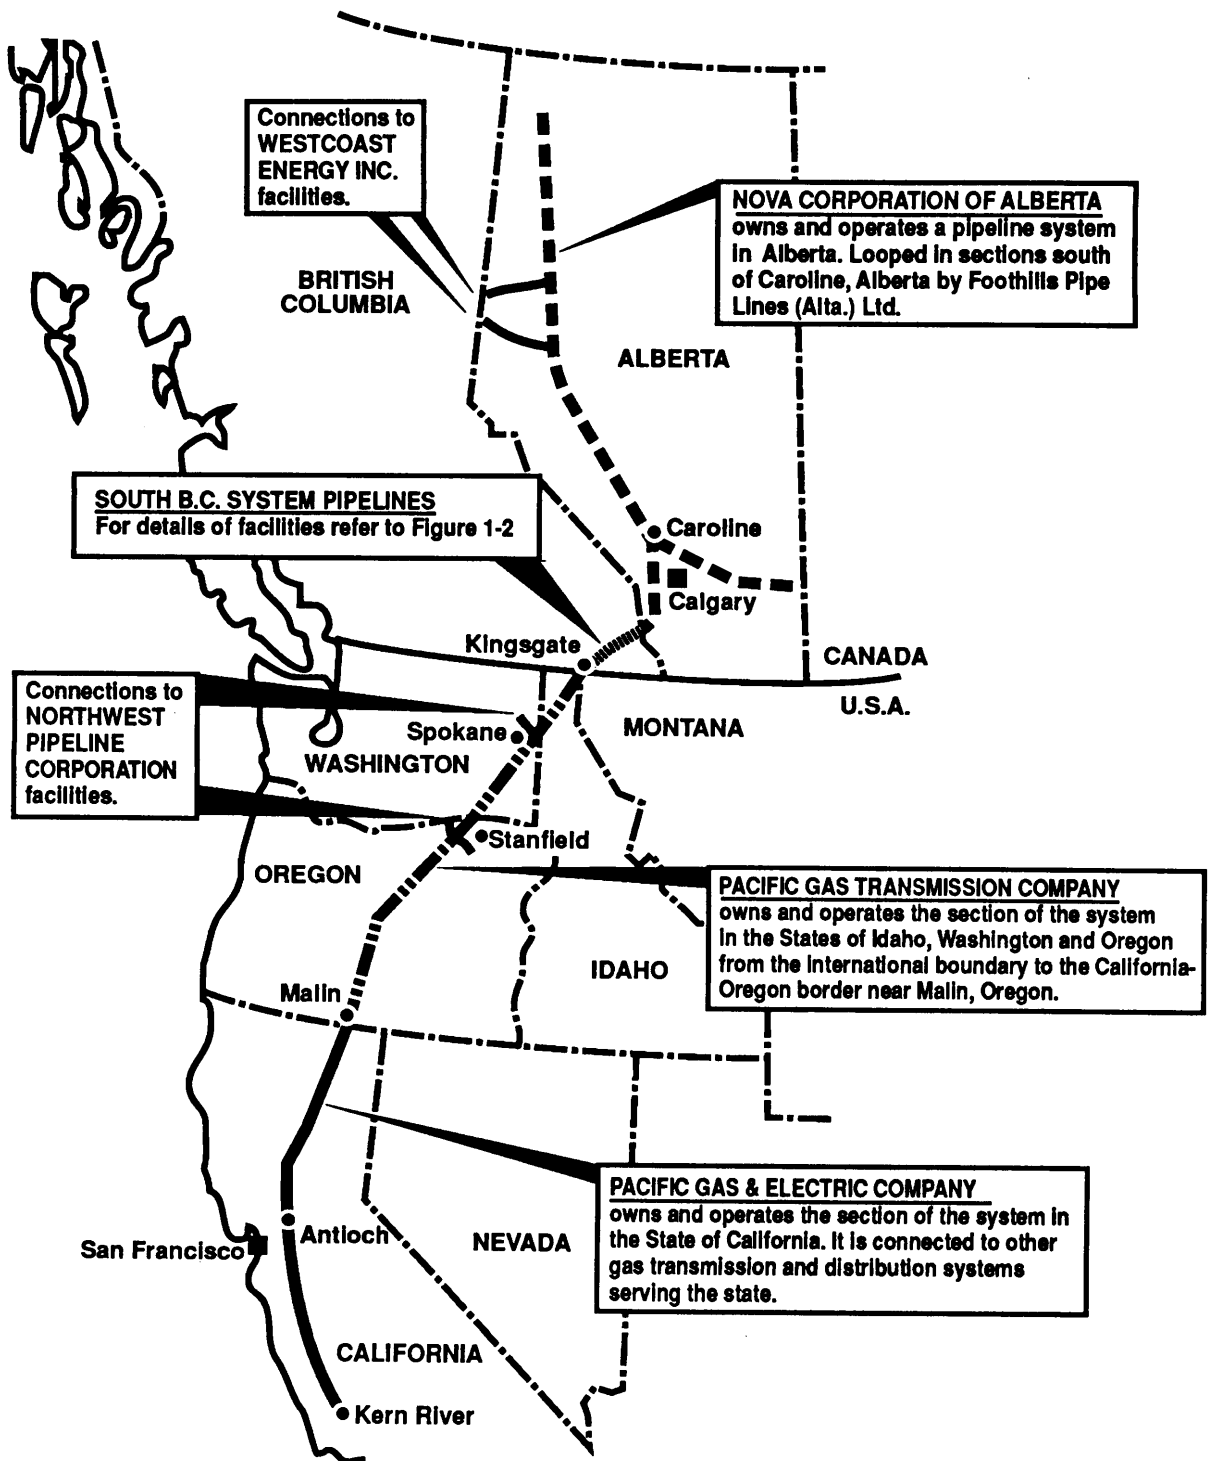 Connections to
WESTCOAST
ENERGY INC.
facilities.
NOVA CORPORATION OF ALBERTA
owns and operates a pipeline system
in Alberta. Looped in sections south
of Caroline, Alberta by Foothills Pipe
Lines (Alta.) Ltd.
BRITISH
COLUMBIA
ALBERTA
SOUTH B.C. SYSTEM PIPELINES
For details of facilities refer to Figure 1-2
Caroline
Calgary
Kingsgate
CANADA
U.S.A.
Connections to
NORTHWEST
PIPELINE
CORPORATION
facilities.
Spokane
MONTANA
WASHINGTON
Stanfield
OREGON
PACIFIC GAS TRANSMISSION COMPANY
owns and operates the section of the system
in the States of Idaho, Washington and Oregon
from the international boundary to the California-
Oregon border near Malin, Oregon.
IDAHO
Malin
PACIFIC GAS & ELECTRIC COMPANY
owns and operates the section of the system in
the State of California. It is connected to other
gas transmission and distribution systems
serving the state.
Antioch
San Francisco
NEVADA
CALIFORNIA
Kern River